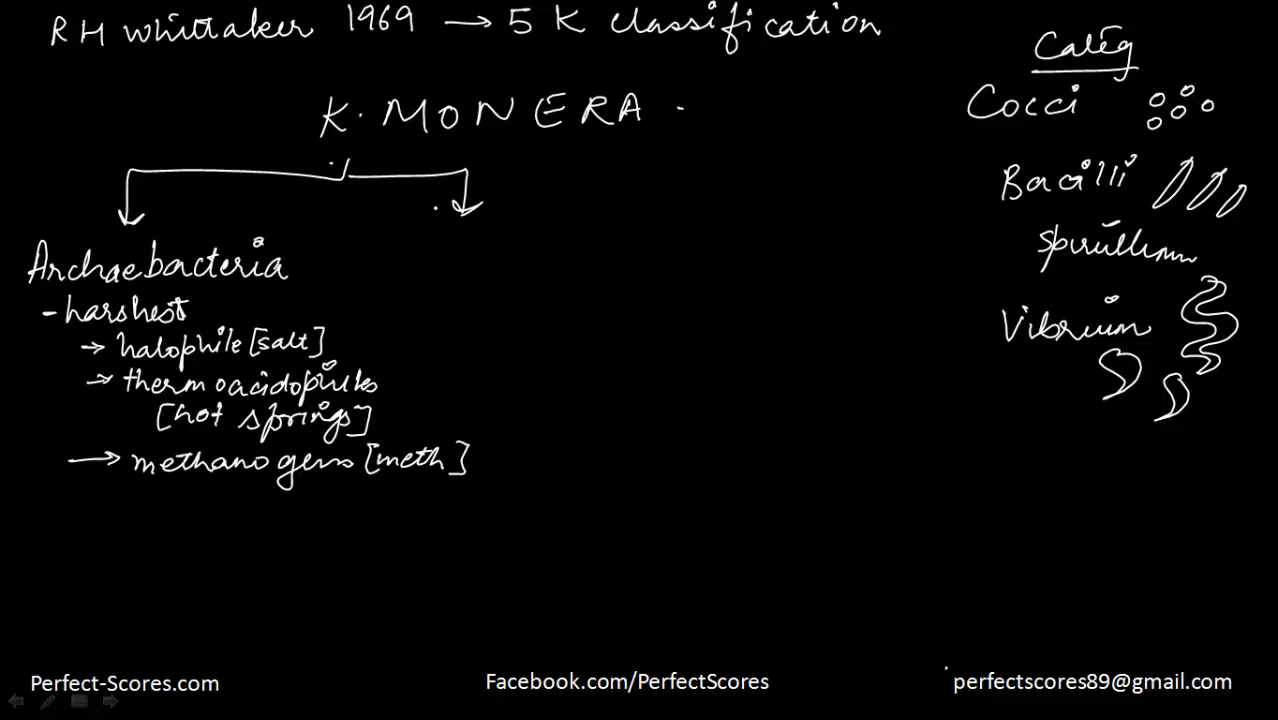 RH Whittaker 1969 → 5 K classification
K. MONERA
Archaebacteria
- harshest
→ halophile [salt]
→ thermoacidophiles
[hot springs]
→ methanogens [meth]
Categ
Cocci
Bacilli
Spirillum
Vibrium
Perfect-Scores.com
Facebook.com/PerfectScores
perfectscores89@gmail.com